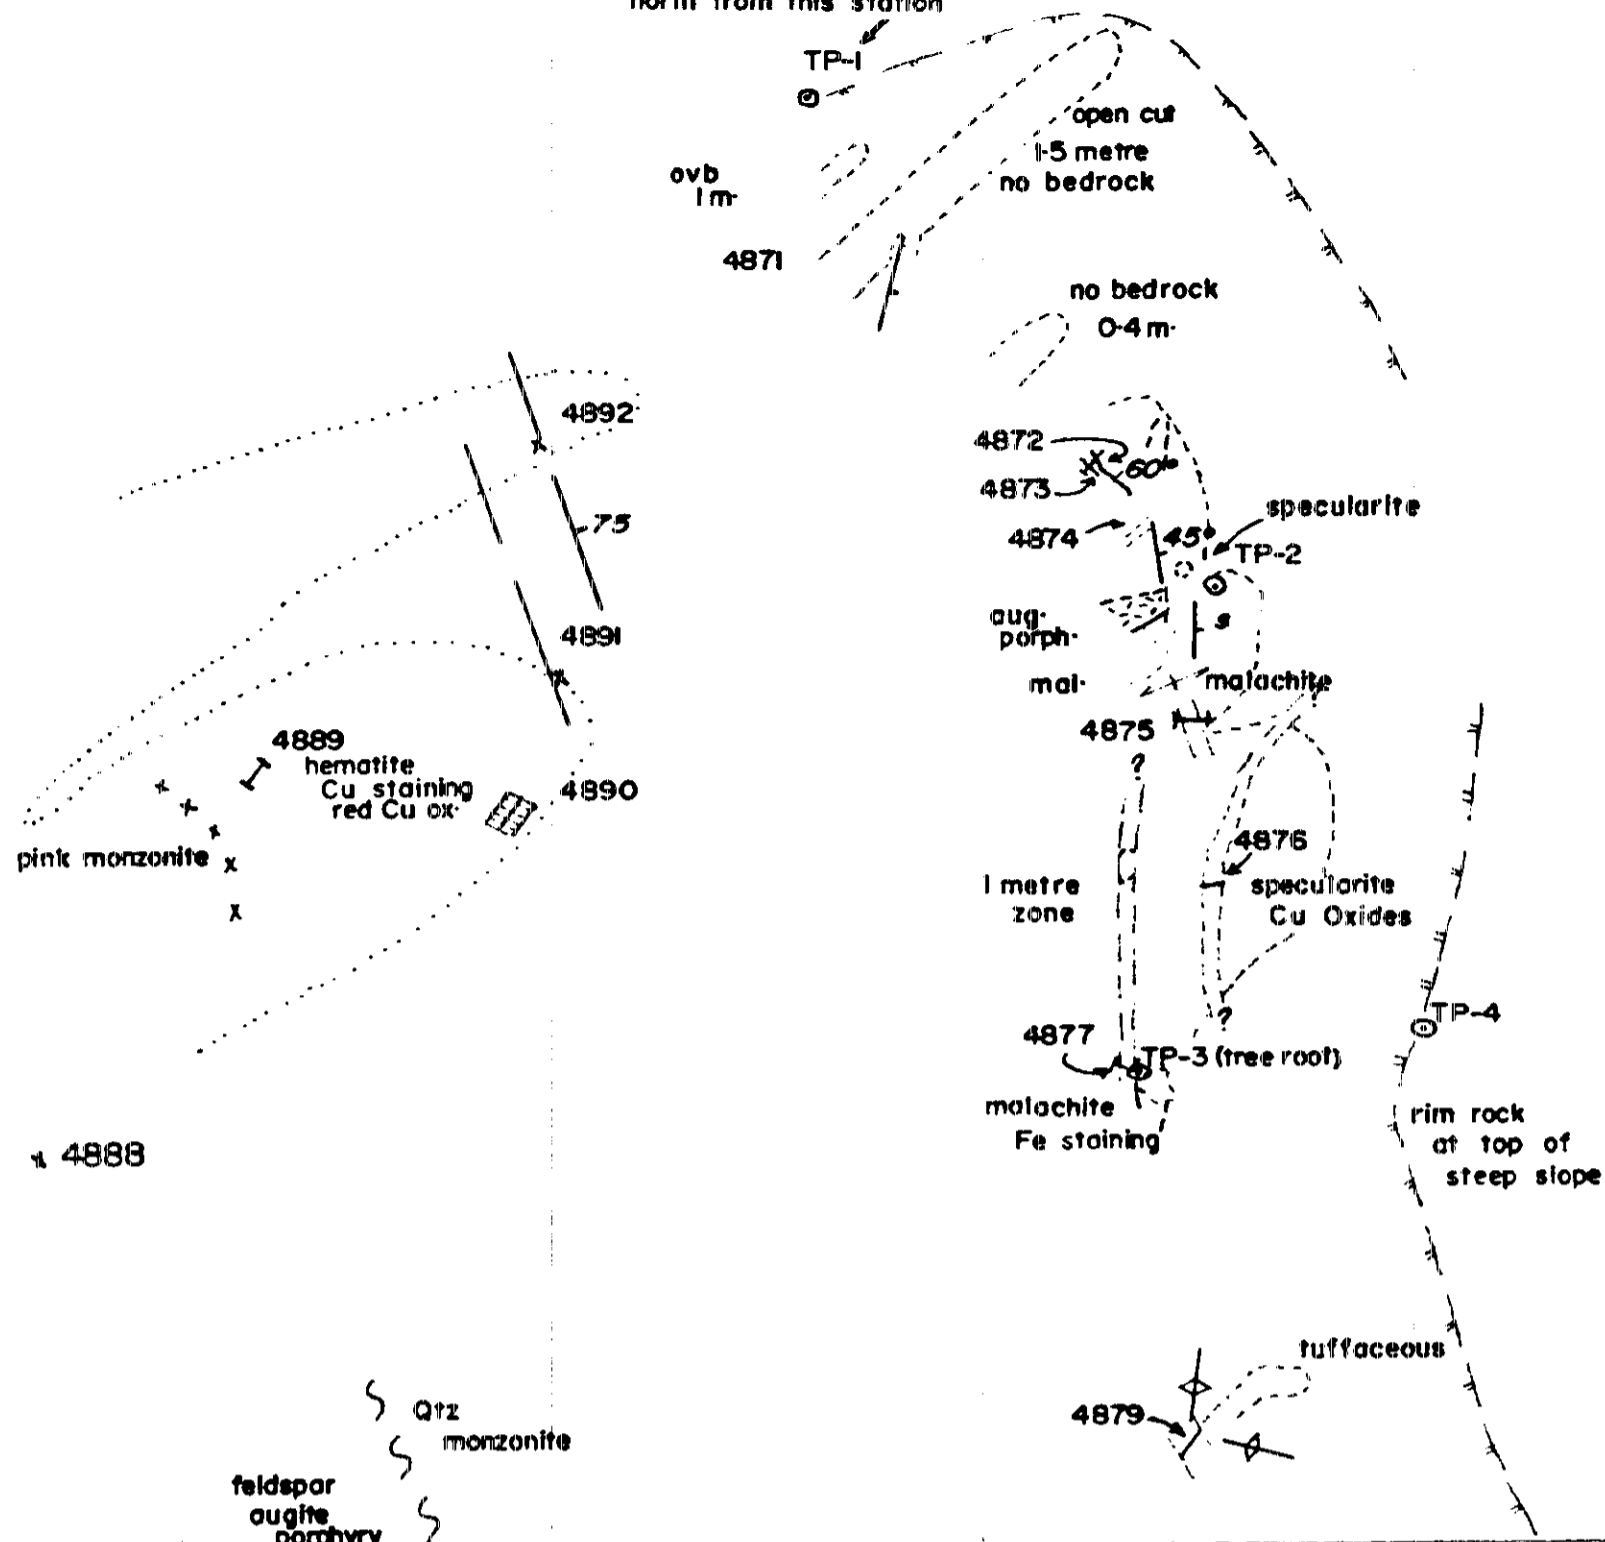 north from this station
TP-1
open cut
1·5 metre
no bedrock
ovb
1m·
4871
no bedrock
0·4m·
4892
4872
60
4873
specularite
4874
45
TP-2
75
aug·
porph·
s
4891
mal·
malachite
?
4875
4889
hematite
Cu staining
red Cu ox·
4890
?
pink monzonite
4876
1 metre
zone
specularite
Cu Oxides
?
TP-4
4877
TP-3 (tree root)
malachite
Fe staining
rim rock
at top of
steep slope
4888
tuffaceous
4879
Qtz
monzonite
feldspar
augite
porphyry